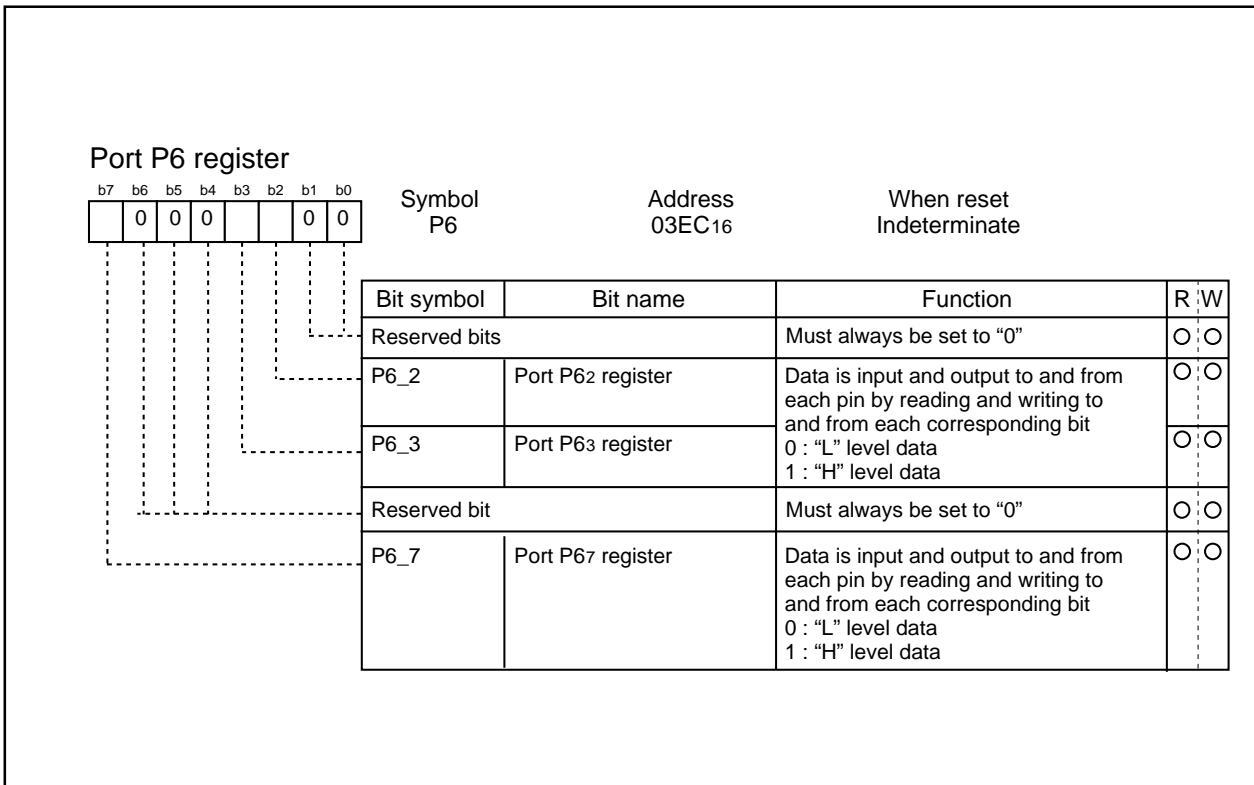 Port P6 register
b7 b6 b5 b4 b3 b2 b1 b0
0 0 0 0 0
Symbol Address When reset
P6 03EC16 Indeterminate
Bit symbol Bit name Function R W
Reserved bits Must always be set to “0”
P6_2 Port P62 register Data is input and output to and from
each pin by reading and writing to
and from each corresponding bit
P6_3 Port P63 register 0 : “L” level data
1 : “H” level data
Reserved bit Must always be set to “0”
P6_7 Port P67 register Data is input and output to and from
each pin by reading and writing to
and from each corresponding bit
0 : “L” level data
1 : “H” level data